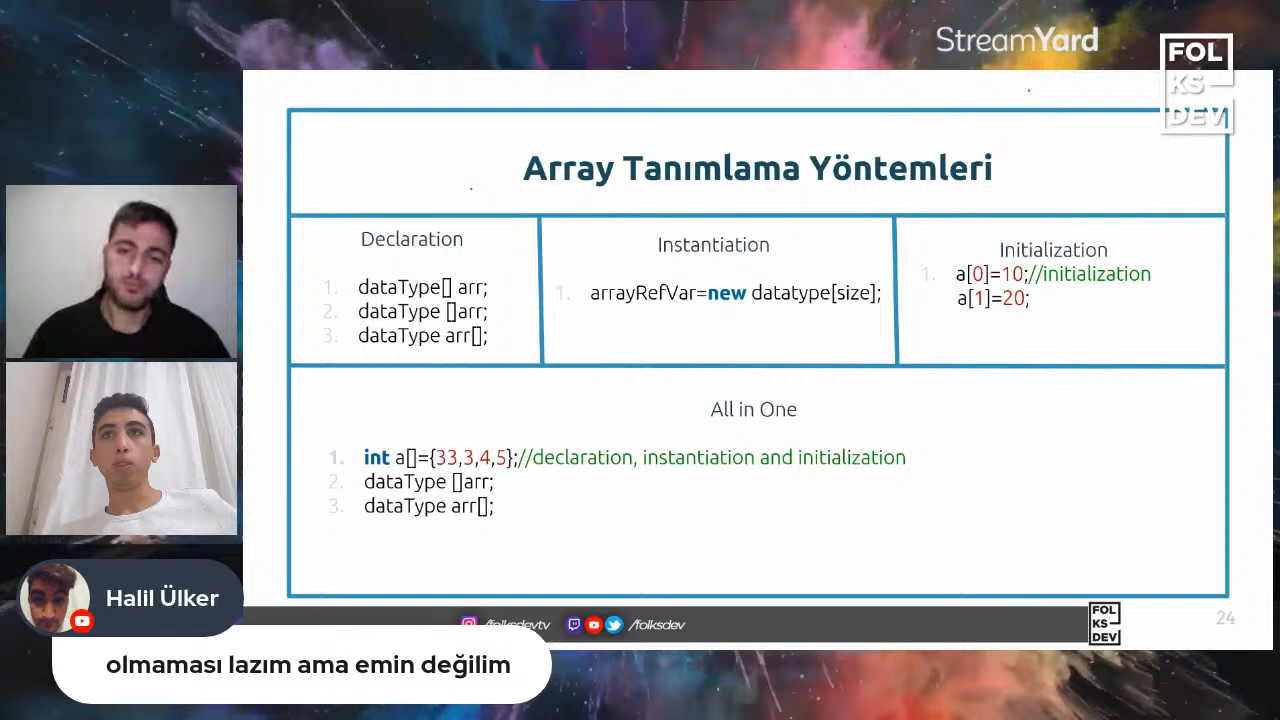 StreamYard
FOL
KS
DEV
Array Tanımlama Yöntemleri
Declaration
1. dataType[] arr;
2. dataType []arr;
3. dataType arr[];
Instantiation
1. arrayRefVar=new datatype[size];
Initialization
1. a[0]=10;//initialization
a[1]=20;
All in One
1. int a[]={33,3,4,5};//declaration, instantiation and initialization
2. dataType []arr;
3. dataType arr[];
/folksdevtv
/folksdev
FOL
KS
DEV
24
Halil Ülker
olmaması lazım ama emin değilim